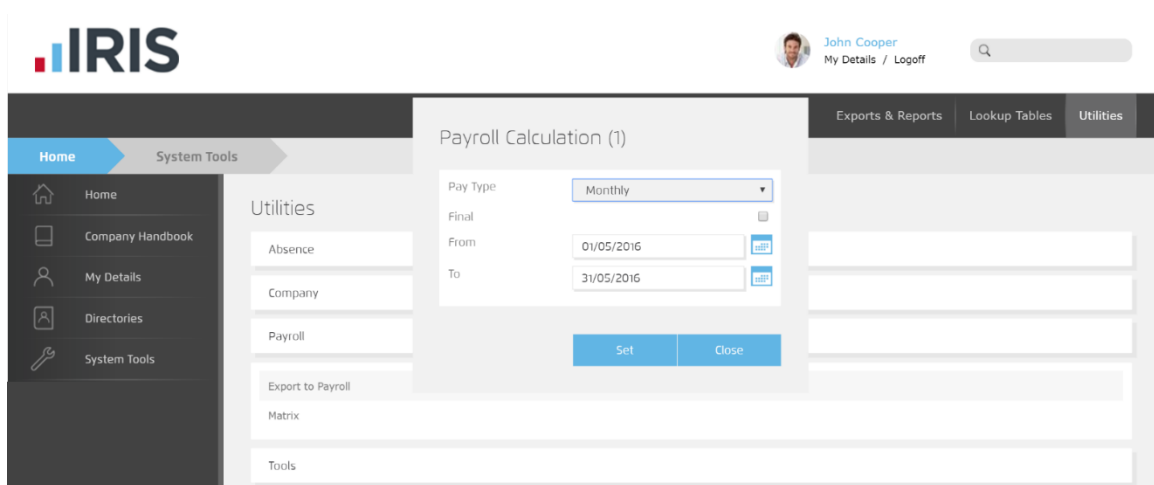 IRIS
John Cooper
My Details / Logoff
Exports & Reports
Lookup Tables
Utilities
Home
System Tools
Home
Company Handbook
My Details
Directories
System Tools
Utilities
Absence
Company
Payroll
Export to Payroll
Matrix
Tools
Payroll Calculation (1)
Pay Type
Monthly
Final
From
01/05/2016
To
31/05/2016
Set
Close